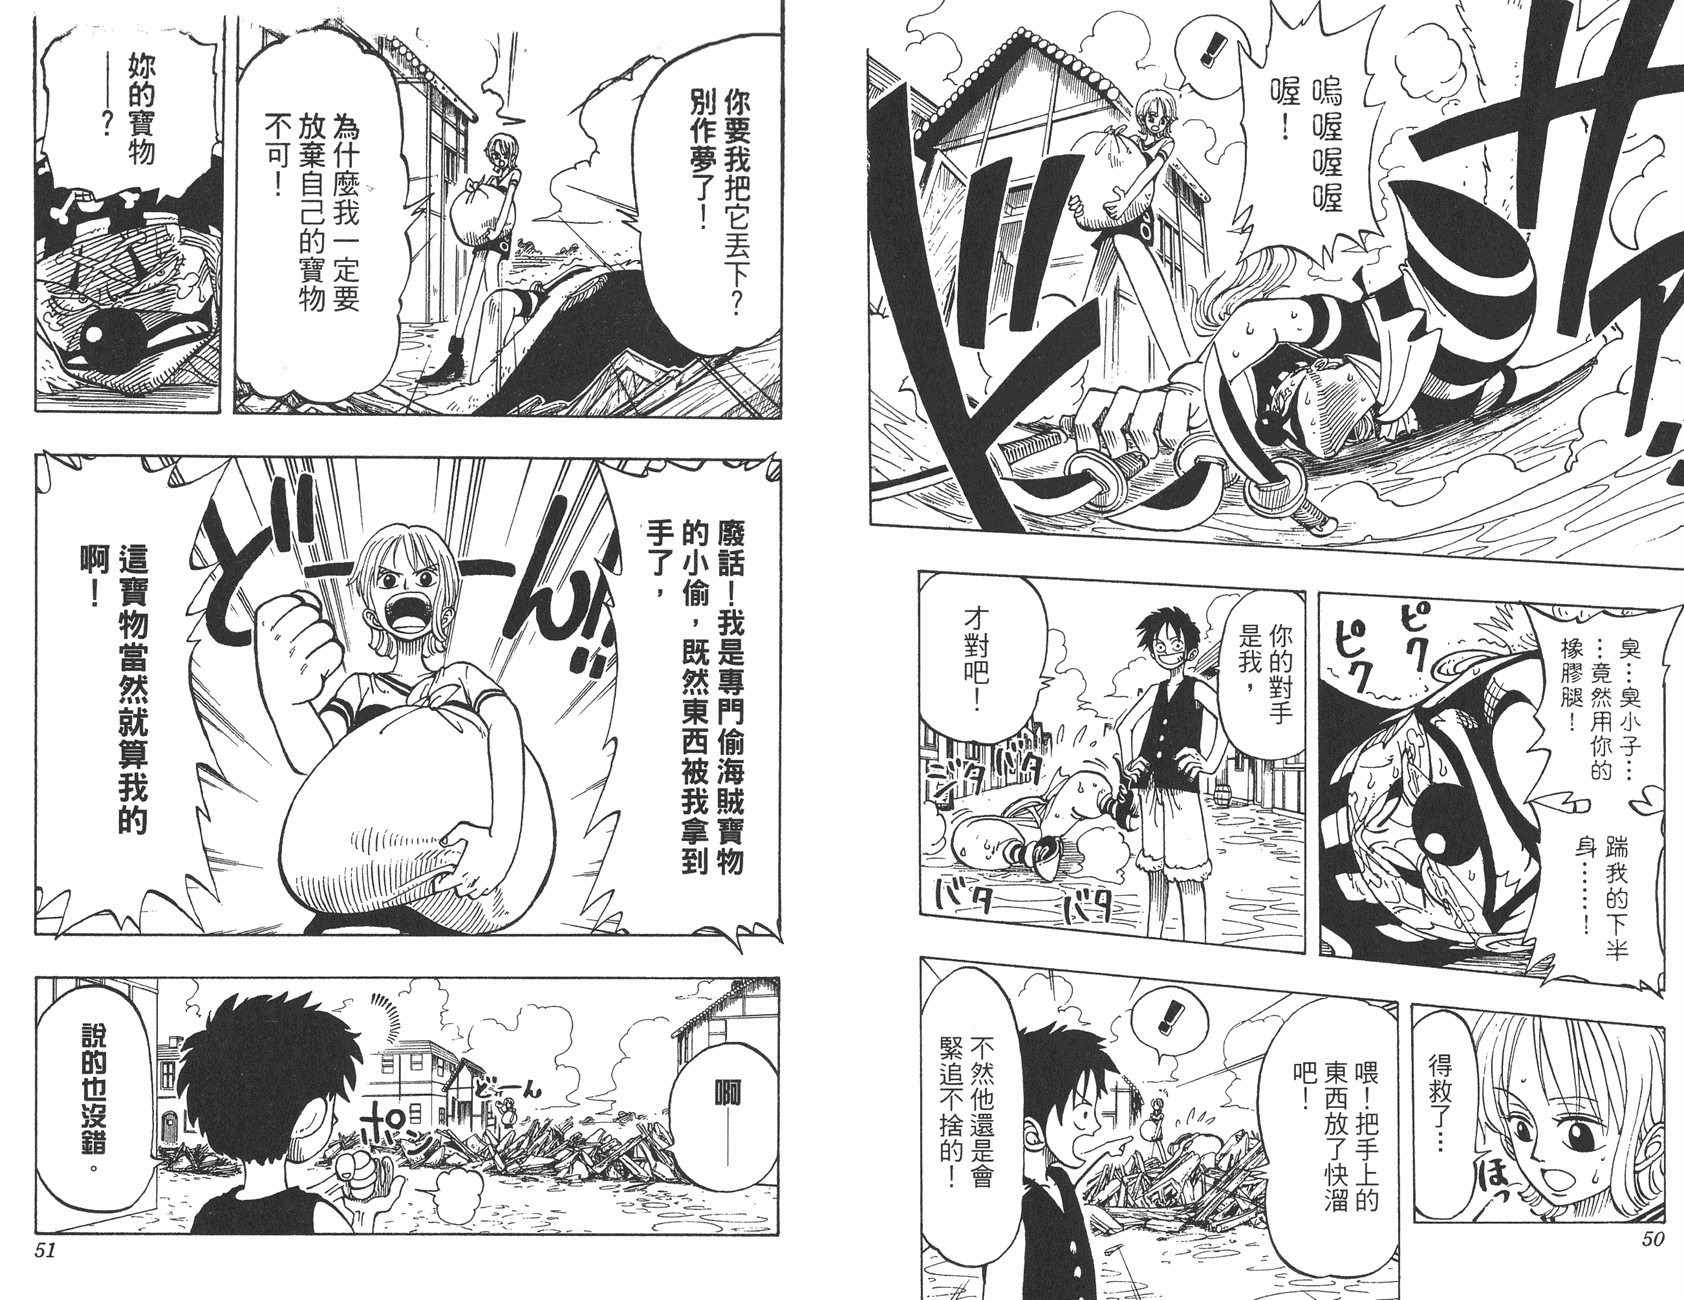 嗚喔喔喔
喔！
！
ズザザァ
臭…臭小子…
…竟然用你的
橡膠腿！
踹我的下半
身………！
ピク
ピク
你的對手
是我，
才對吧！
ジタ
バタ
バタ
バタ
得救了…
ほっ
喂！把手上的
東西放了快溜
吧！
！
不然他還是會
緊追不捨的！
50
你要我把它丟下？
別作夢了！
為什麼我一定要
放棄自己的寶物
不可！
妳的寶物
——？
廢話！我是專門偷海賊寶物
的小偷，既然東西被我拿到
手了，
這寶物當然就算我的
啊！
どーーん!!
啊——
どーん
ポン
說的也沒錯。
51